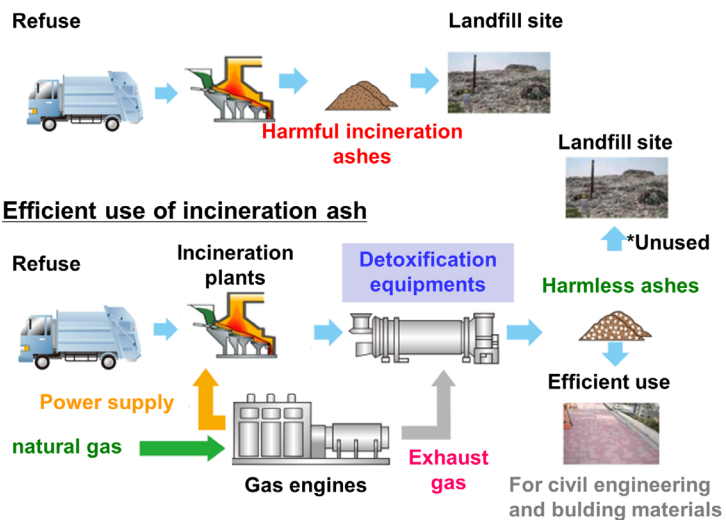 Refuse
Landfill site
Harmful incineration
ashes
Landfill site
*Unused
Efficient use of incineration ash
Refuse
Incineration
plants
Detoxification
equipments
Harmless ashes
Power supply
natural gas
Gas engines
Exhaust
gas
Efficient use
For civil engineering
and bulding materials